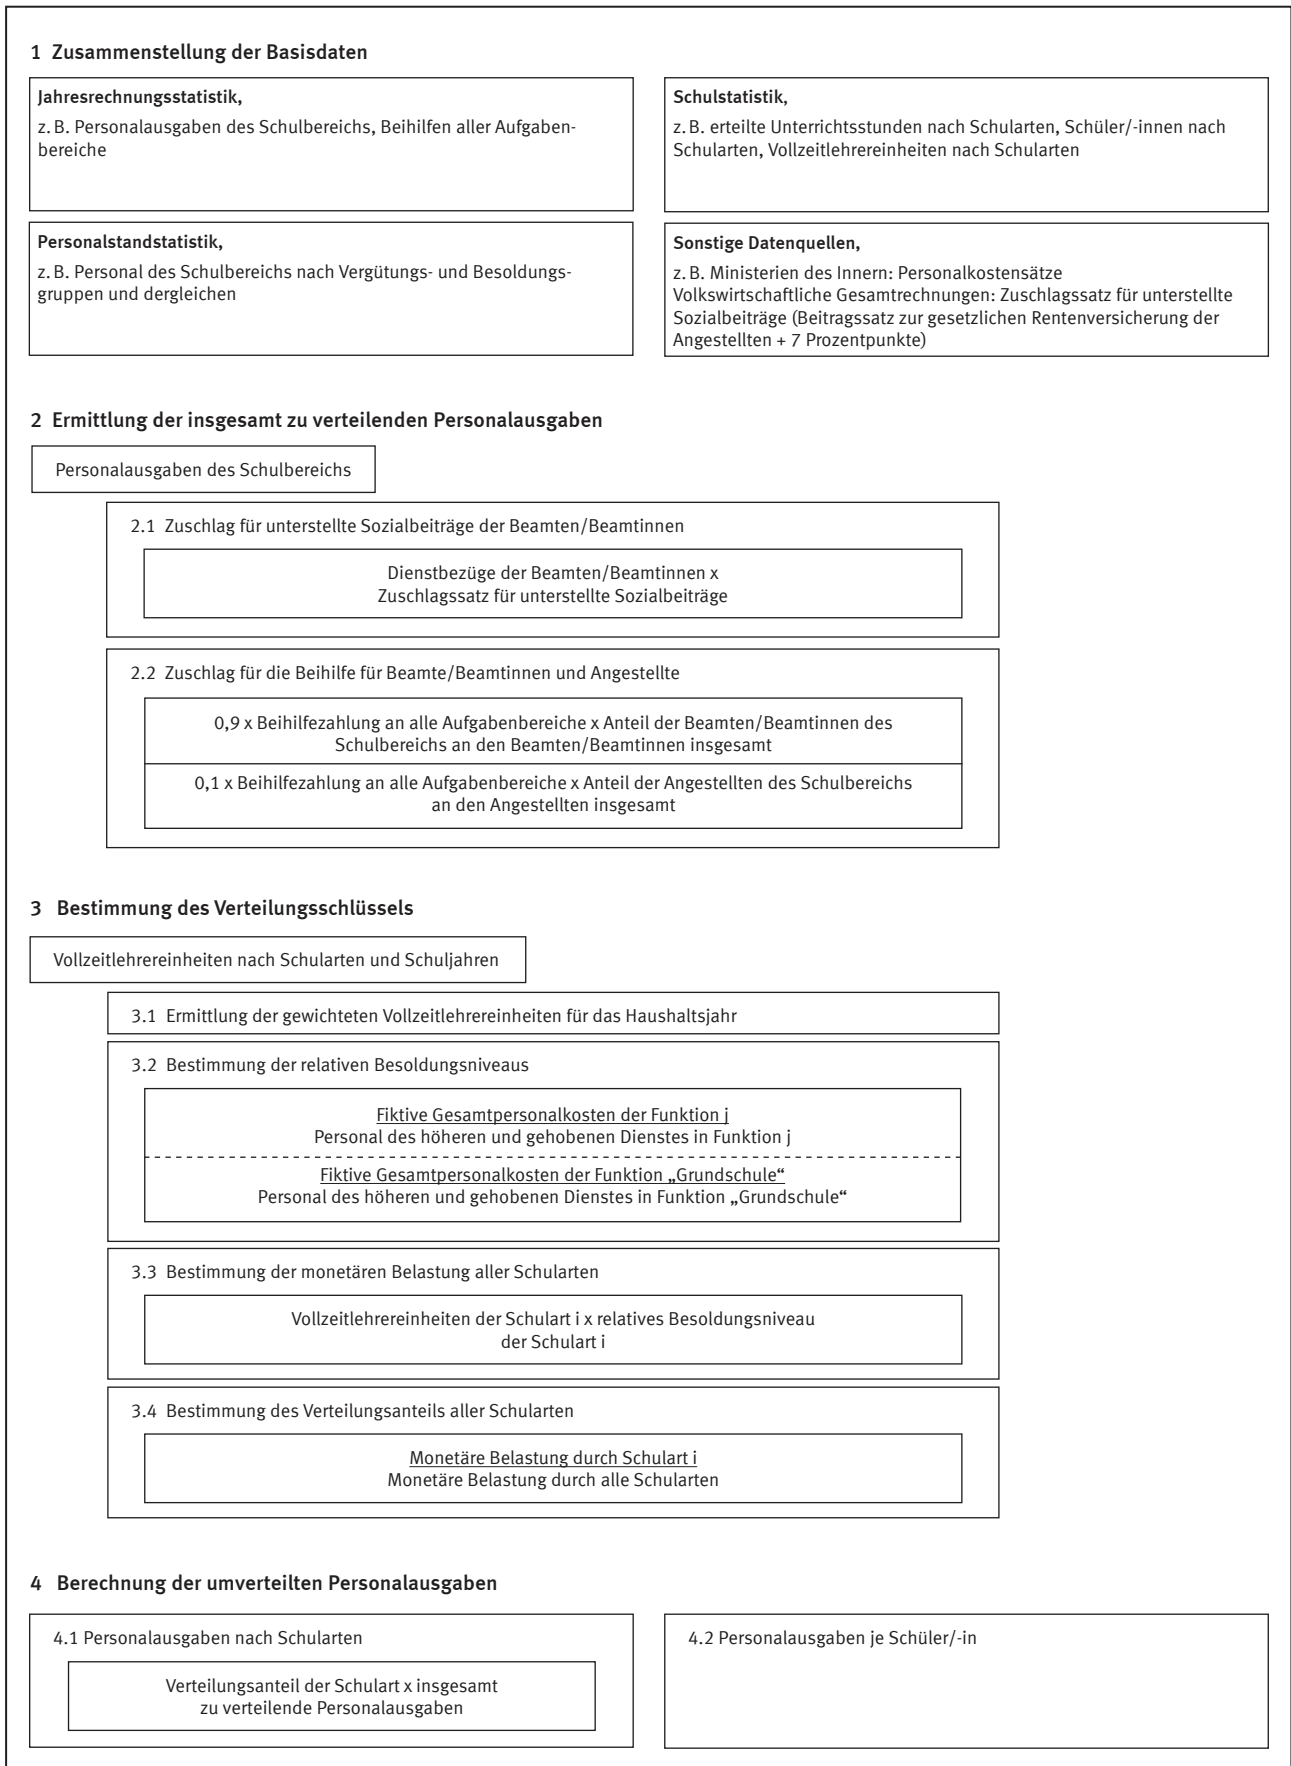 1 Zusammenstellung der Basisdaten
Jahresrechnungsstatistik,
z. B. Personalausgaben des Schulbereichs, Beihilfen aller Aufgaben-
bereiche
Schulstatistik,
z. B. erteilte Unterrichtsstunden nach Schularten, Schüler/-innen nach
Schularten, Vollzeitlehrereinheiten nach Schularten
Personalstandstatistik,
z. B. Personal des Schulbereichs nach Vergütungs- und Besoldungs-
gruppen und dergleichen
Sonstige Datenquellen,
z. B. Ministerien des Innern: Personalkostensätze
Volkswirtschaftliche Gesamtrechnungen: Zuschlagssatz für unterstellte
Sozialbeiträge (Beitragssatz zur gesetzlichen Rentenversicherung der
Angestellten + 7 Prozentpunkte)
2 Ermittlung der insgesamt zu verteilenden Personalausgaben
Personalausgaben des Schulbereichs
2.1 Zuschlag für unterstellte Sozialbeiträge der Beamten/Beamtinnen
Dienstbezüge der Beamten/Beamtinnen x
Zuschlagssatz für unterstellte Sozialbeiträge
2.2 Zuschlag für die Beihilfe für Beamte/Beamtinnen und Angestellte
0,9 x Beihilfezahlung an alle Aufgabenbereiche x Anteil der Beamten/Beamtinnen des
Schulbereichs an den Beamten/Beamtinnen insgesamt
0,1 x Beihilfezahlung an alle Aufgabenbereiche x Anteil der Angestellten des Schulbereichs
an den Angestellten insgesamt
3 Bestimmung des Verteilungsschlüssels
Vollzeitlehrereinheiten nach Schularten und Schuljahren
3.1 Ermittlung der gewichteten Vollzeitlehrereinheiten für das Haushaltsjahr
3.2 Bestimmung der relativen Besoldungsniveaus
Fiktive Gesamtpersonalkosten der Funktion j
Personal des höheren und gehobenen Dienstes in Funktion j
Fiktive Gesamtpersonalkosten der Funktion „Grundschule“
Personal des höheren und gehobenen Dienstes in Funktion „Grundschule“
3.3 Bestimmung der monetären Belastung aller Schularten
Vollzeitlehrereinheiten der Schulart i x relatives Besoldungsniveau
der Schulart i
3.4 Bestimmung des Verteilungsanteils aller Schularten
Monetäre Belastung durch Schulart i
Monetäre Belastung durch alle Schularten
4 Berechnung der umverteilten Personalausgaben
4.1 Personalausgaben nach Schularten
Verteilungsanteil der Schulart x insgesamt
zu verteilende Personalausgaben
4.2 Personalausgaben je Schüler/-in